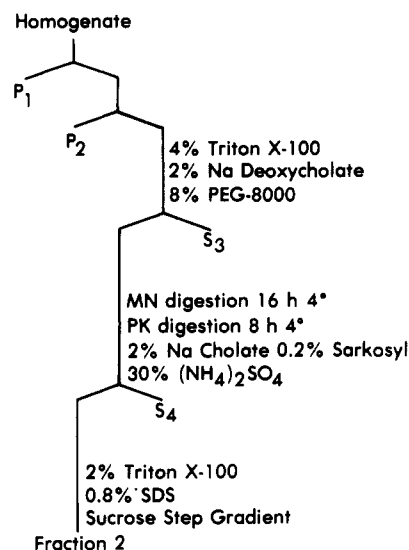 Homogenate
P1
P2
4% Triton X-100
2% Na Deoxycholate
8% PEG-8000
S3
MN digestion 16 h 4°
PK digestion 8 h 4°
2% Na Cholate 0.2% Sarkosyl
30% (NH4)2SO4
S4
2% Triton X-100
0.8% SDS
Sucrose Step Gradient
Fraction 2